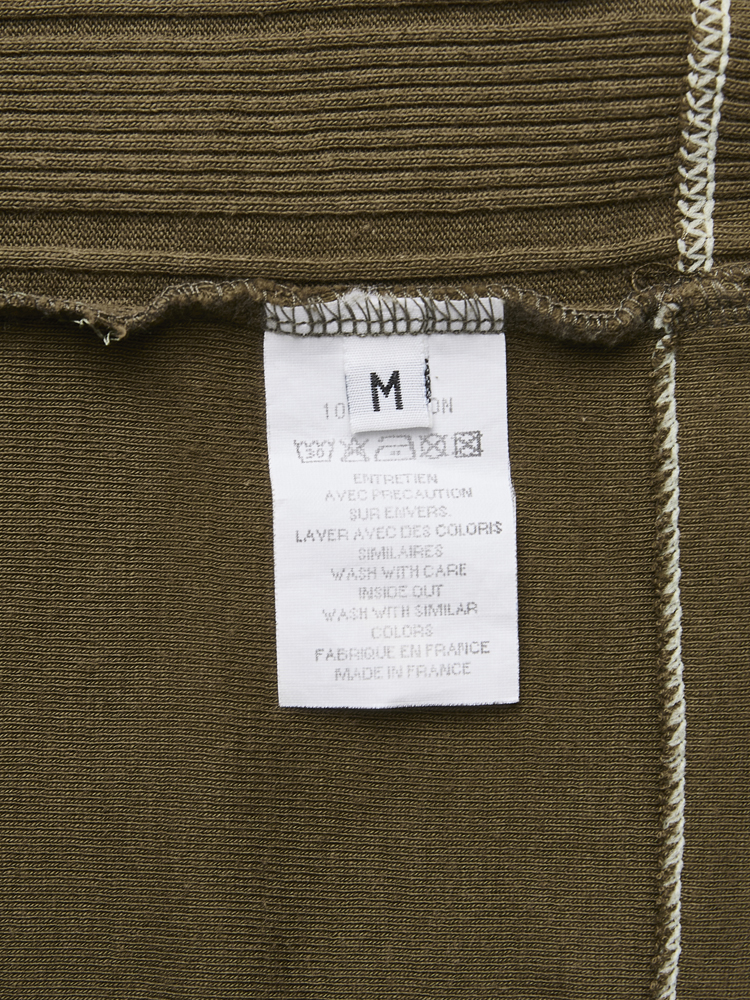 M
30
ENTRETIEN
AVEC PRECAUTION
SUR ENVERS.
LAVER AVEC DES COLORIS
SIMILAIRES
WASH WITH CARE
INSIDE OUT
WASH WITH SIMILAR
COLORS
FABRIQUE EN FRANCE
MADE IN FRANCE